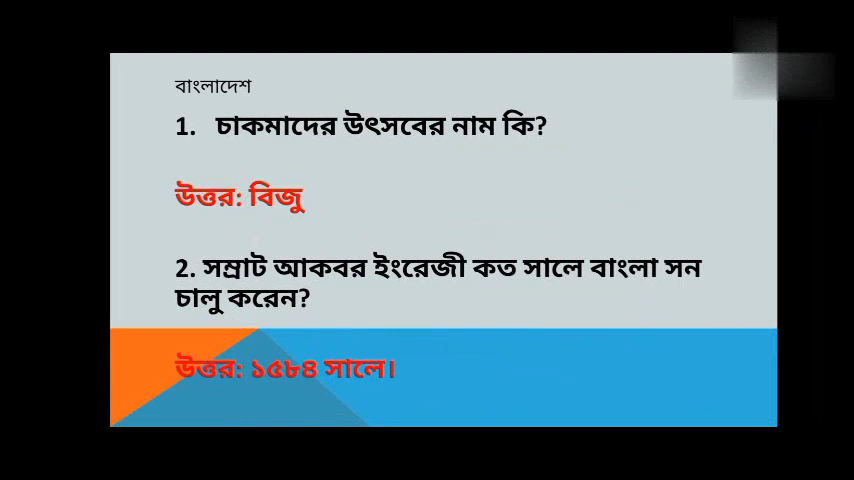 বাংলাদেশ
1. চাকমাদের উৎসবের নাম কি?
উত্তর: বিজু
2. সম্রাট আকবর ইংরেজী কত সালে বাংলা সন
চালু করেন?
উত্তর: ১৫৮৪ সালে।